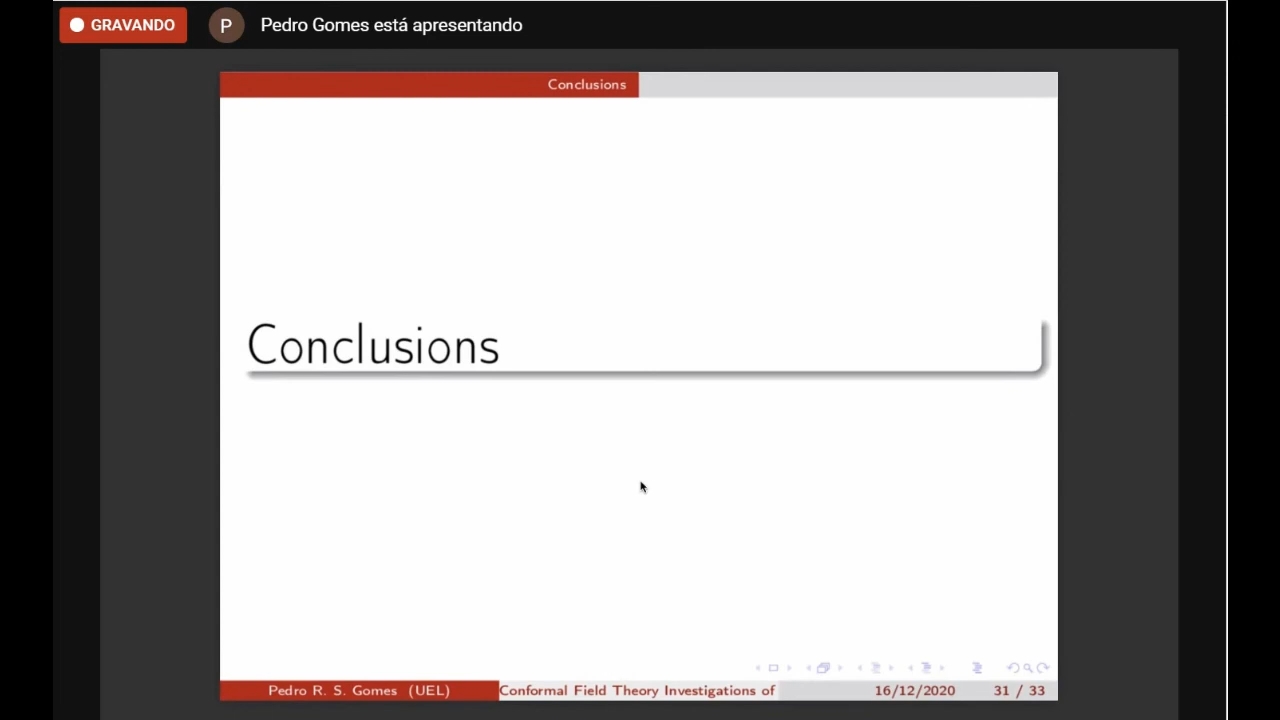 GRAVANDO
P
Pedro Gomes está apresentando
Conclusions
Conclusions
Pedro R. S. Gomes (UEL) Conformal Field Theory Investigations of 16/12/2020 31 / 33